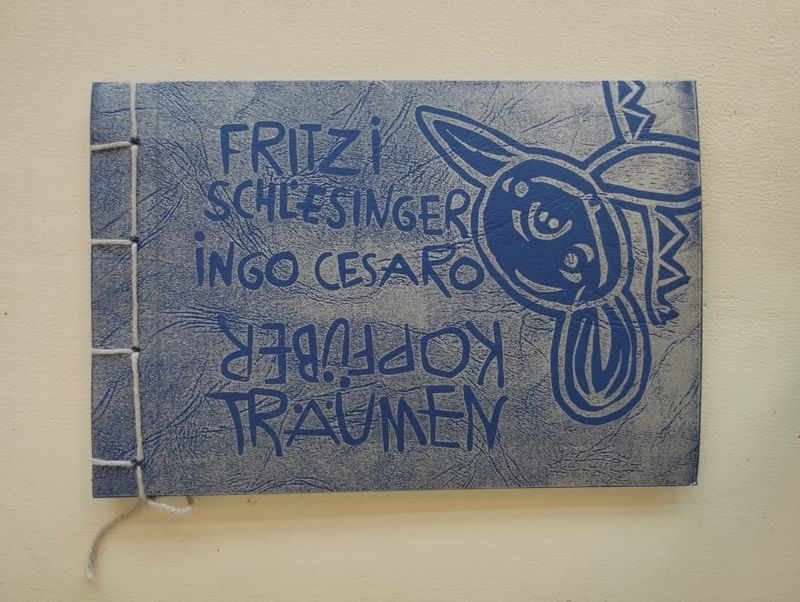 FRiTZi
SCHLESINGER
iNGO CESARO
KOPFÜBER
TRÄUMEN